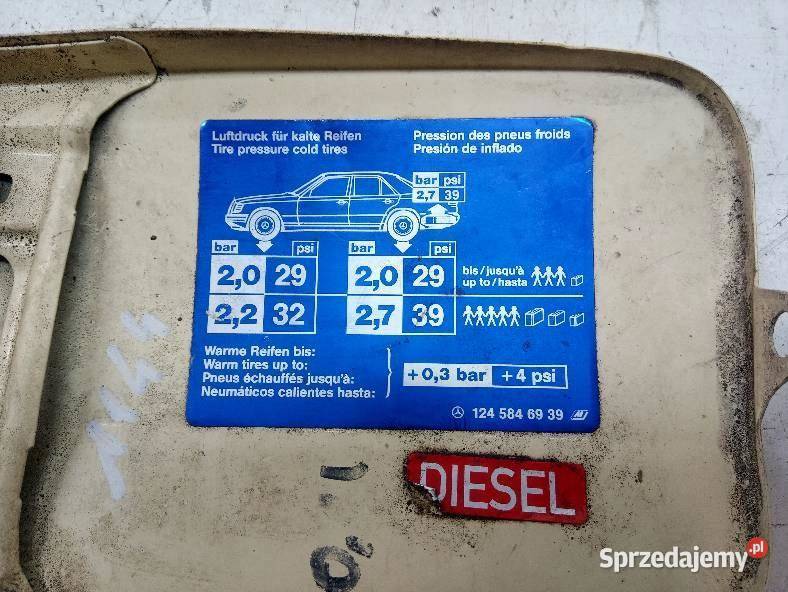 Luftdruck für kalte Reifen
Tire pressure cold tires
Pression des pneus froids
Presión de inflado
bar psi
2,7 39
bar psi
2,0 29
2,2 32
bar psi
2,0 29
2,7 39
bis/jusqu'à
up to/hasta
Warme Reifen bis:
Warm tires up to:
Pneus échauffés jusqu'à:
Neumáticos calientes hasta:
+0,3 bar +4 psi
124 584 69 39
DIESEL
Sprzedajemy.pl